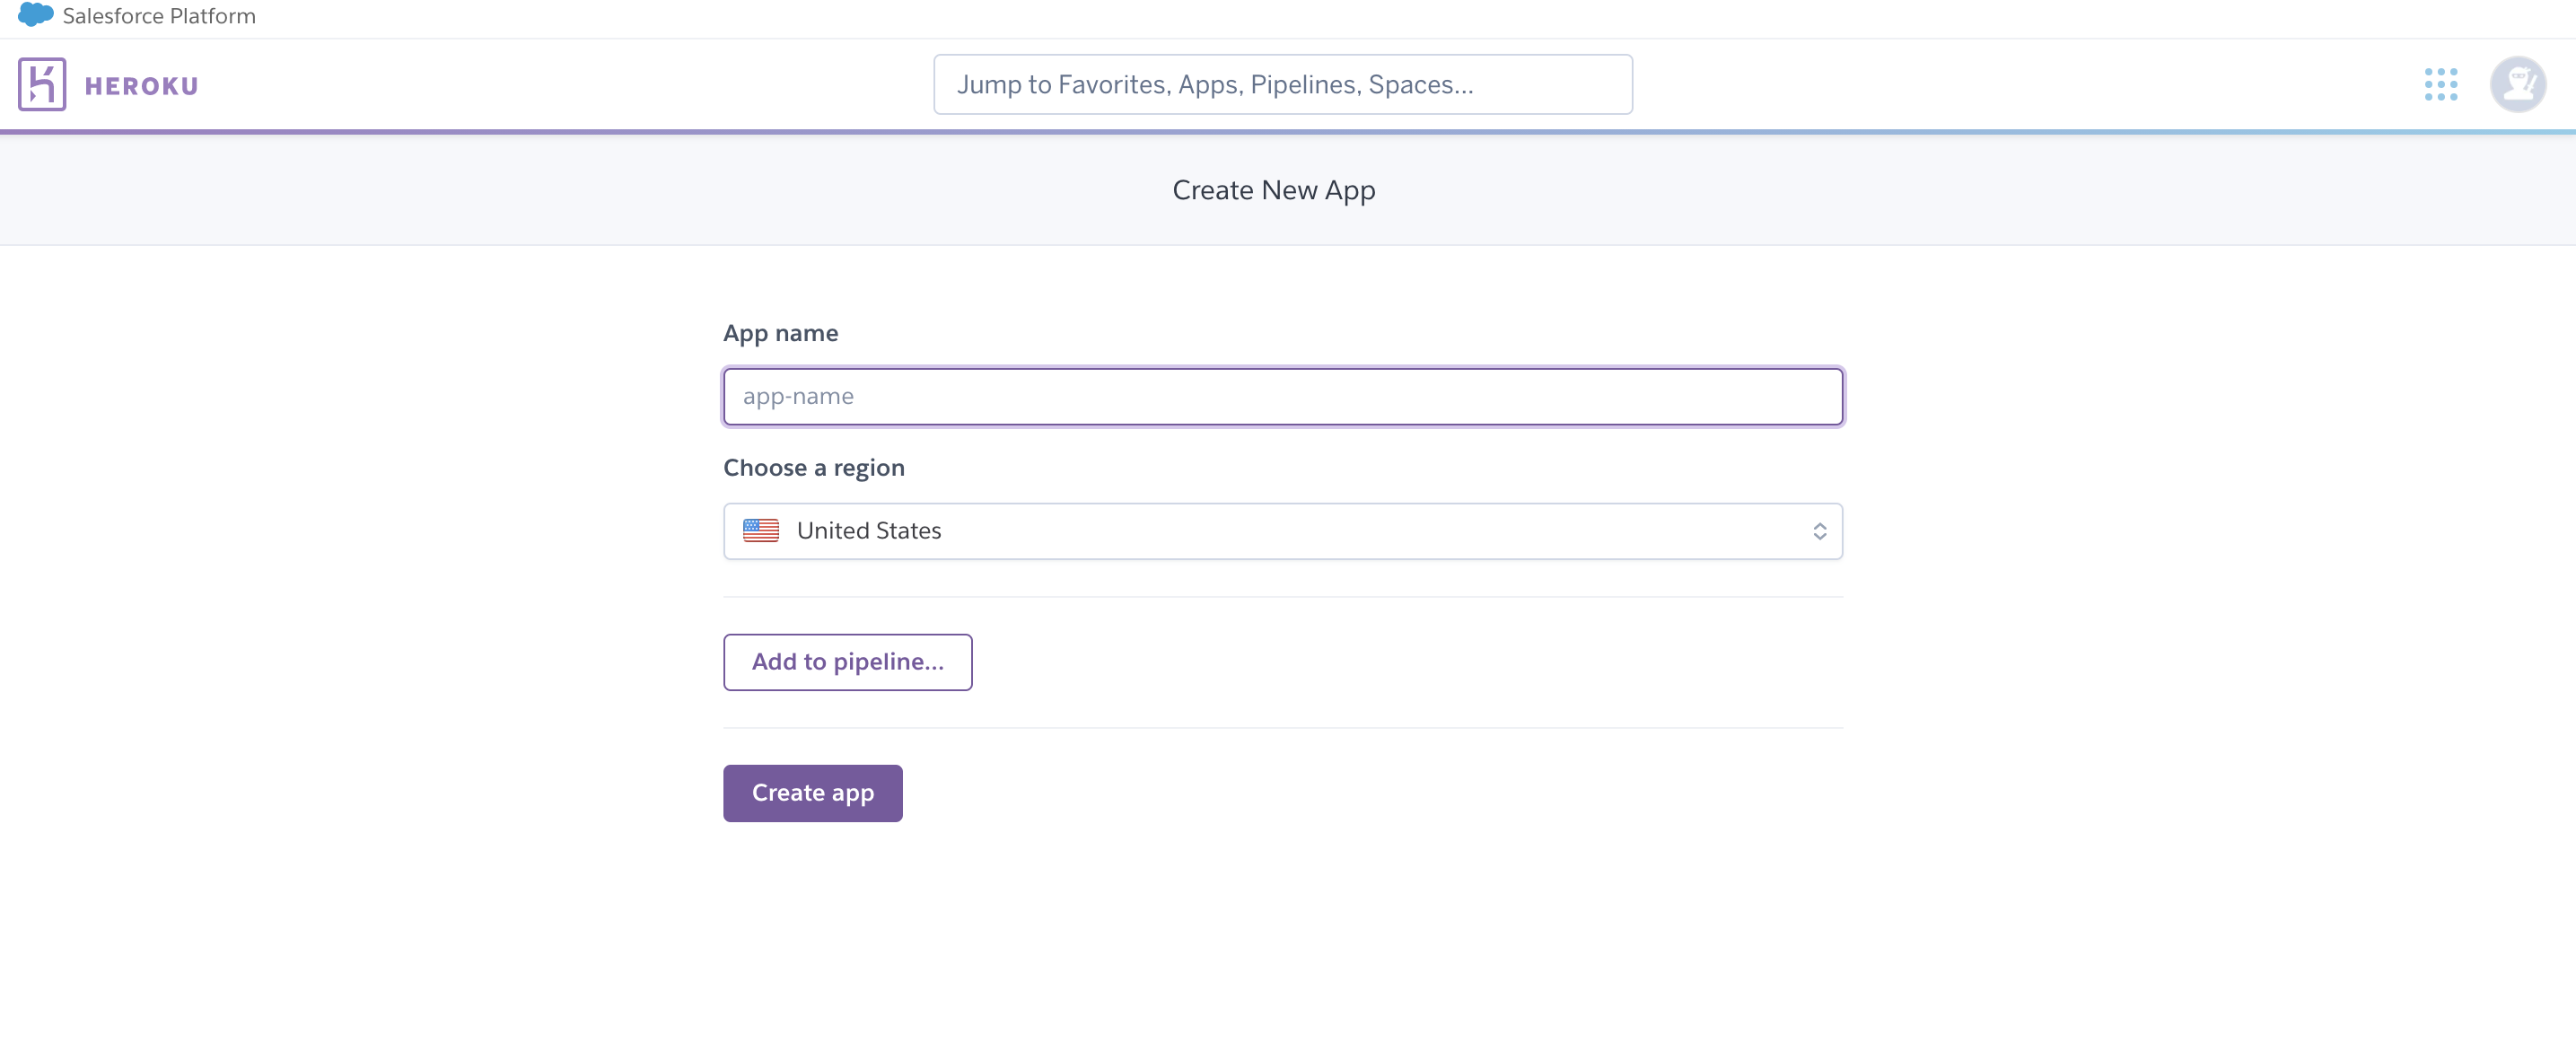 Salesforce Platform
HEROKU
Jump to Favorites, Apps, Pipelines, Spaces...
Create New App
App name
app-name
Choose a region
United States
Add to pipeline...
Create app